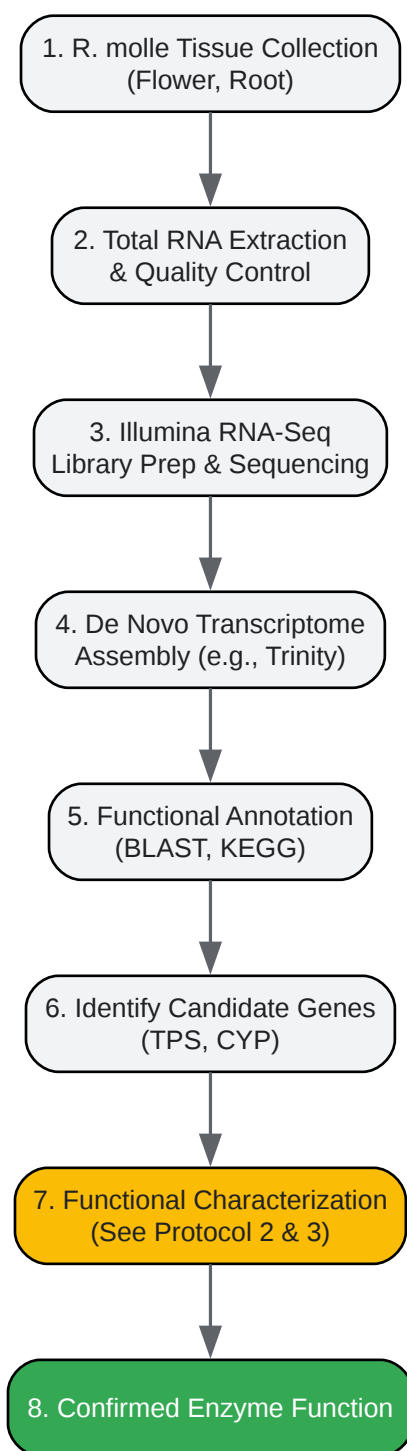 1. R. molle Tissue Collection
(Flower, Root)
2. Total RNA Extraction
& Quality Control
3. Illumina RNA-Seq
Library Prep & Sequencing
4. De Novo Transcriptome
Assembly (e.g., Trinity)
5. Functional Annotation
(BLAST, KEGG)
6. Identify Candidate Genes
(TPS, CYP)
7. Functional Characterization
(See Protocol 2 & 3)
8. Confirmed Enzyme Function